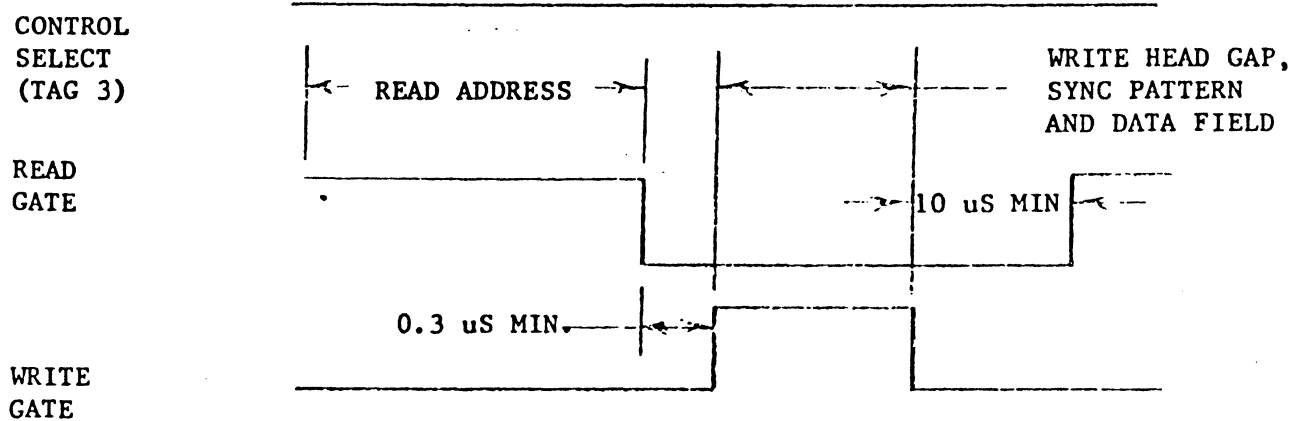 CONTROL
SELECT
(TAG 3)
READ ADDRESS
WRITE HEAD GAP,
SYNC PATTERN
AND DATA FIELD
READ
GATE
10 uS MIN
0.3 uS MIN.
WRITE
GATE